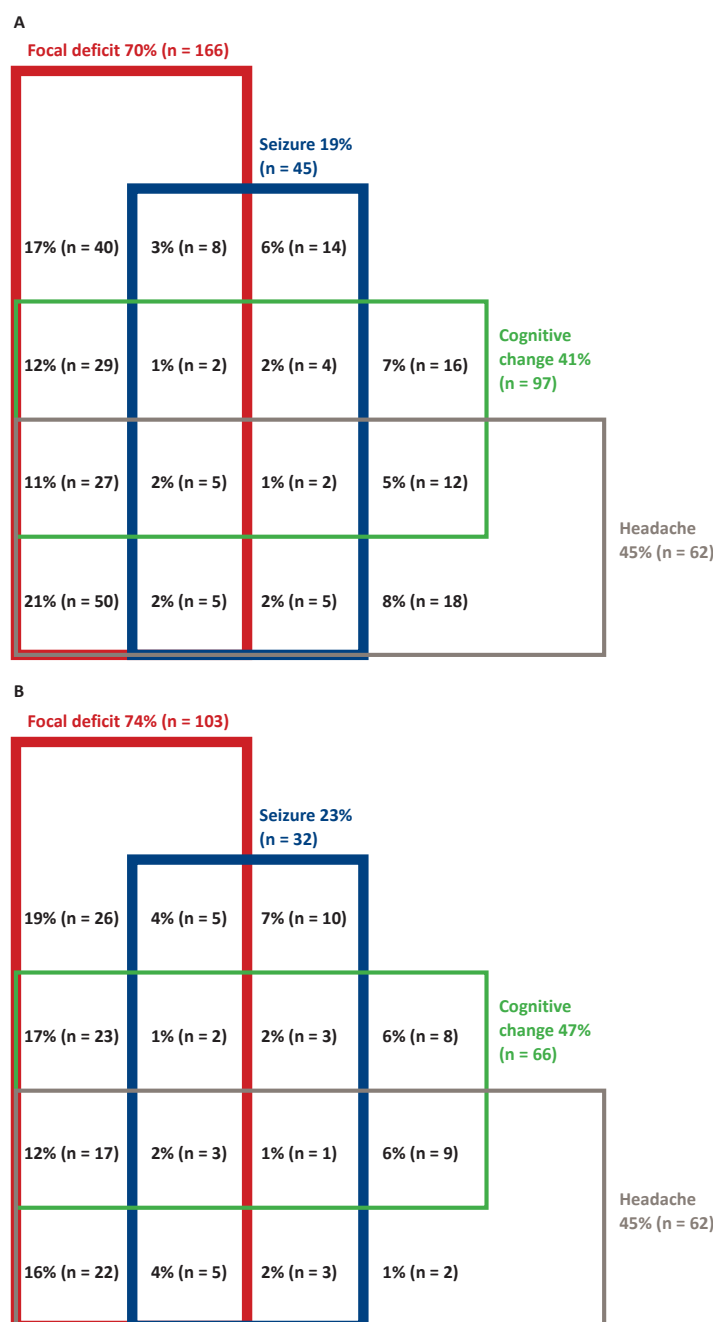 A
Focal deficit 70% (n = 166)
Seizure 19%
(n = 45)
17% (n = 40) 3% (n = 8) 6% (n = 14)
Cognitive
change 41%
(n = 97)
12% (n = 29) 1% (n = 2) 2% (n = 4) 7% (n = 16)
11% (n = 27) 2% (n = 5) 1% (n = 2) 5% (n = 12)
Headache
45% (n = 62)
21% (n = 50) 2% (n = 5) 2% (n = 5) 8% (n = 18)
B
Focal deficit 74% (n = 103)
Seizure 23%
(n = 32)
19% (n = 26) 4% (n = 5) 7% (n = 10)
Cognitive
change 47%
(n = 66)
17% (n = 23) 1% (n = 2) 2% (n = 3) 6% (n = 8)
12% (n = 17) 2% (n = 3) 1% (n = 1) 6% (n = 9)
Headache
45% (n = 62)
16% (n = 22) 4% (n = 5) 2% (n = 3) 1% (n = 2)